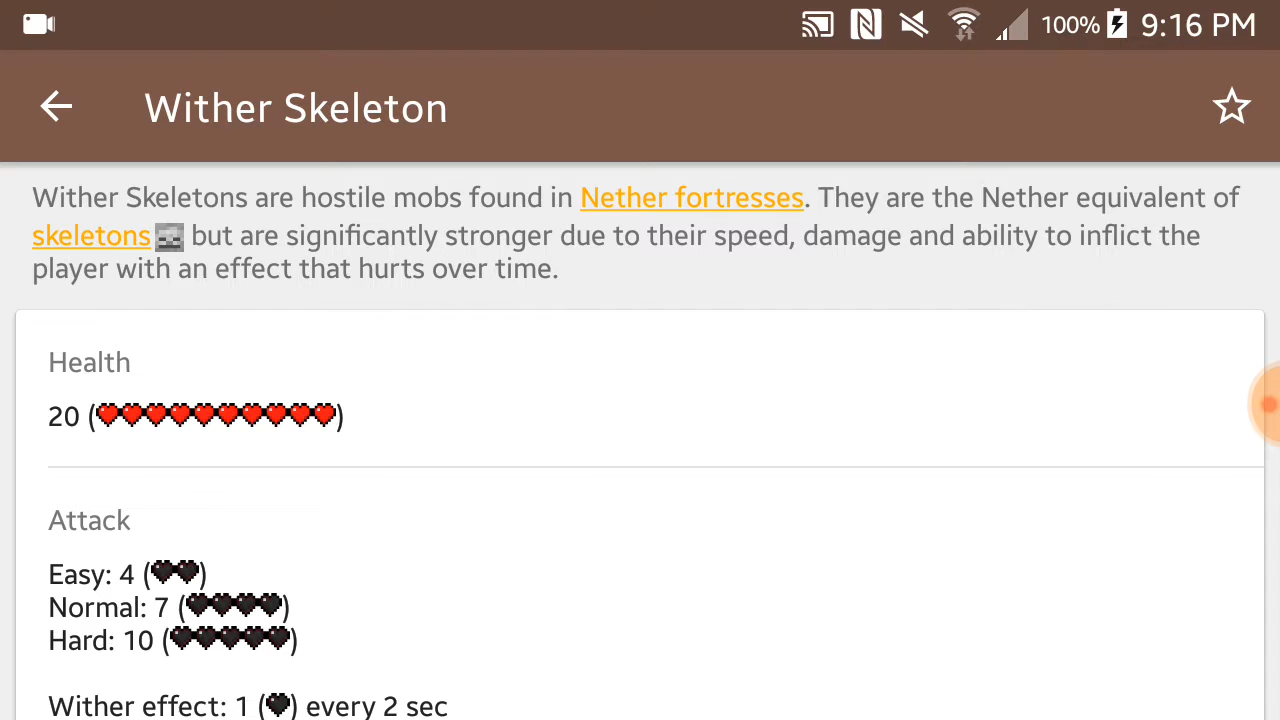 100% 9:16 PM
Wither Skeleton
Wither Skeletons are hostile mobs found in Nether fortresses. They are the Nether equivalent of
skeletons but are significantly stronger due to their speed, damage and ability to inflict the
player with an effect that hurts over time.
Health
20 ( )
Attack
Easy: 4 ( )
Normal: 7 ( )
Hard: 10 ( )
Wither effect: 1 ( ) every 2 sec